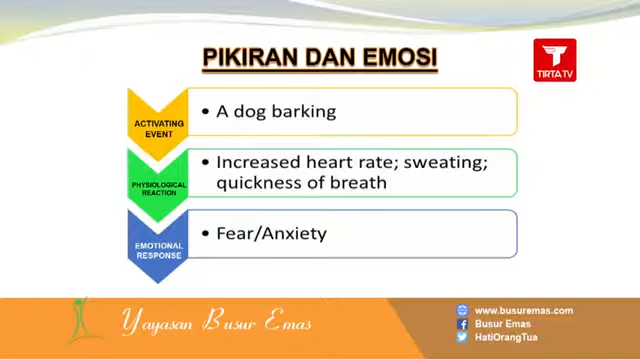 PIKIRAN DAN EMOSI
TIRTA TV
ACTIVATING
EVENT
• A dog barking
PHYSIOLOGICAL
REACTION
• Increased heart rate; sweating;
quickness of breath
EMOTIONAL
RESPONSE
• Fear/Anxiety
Yayasan Busur Emas
www.busuremas.com
Busur Emas
HatiOrangTua